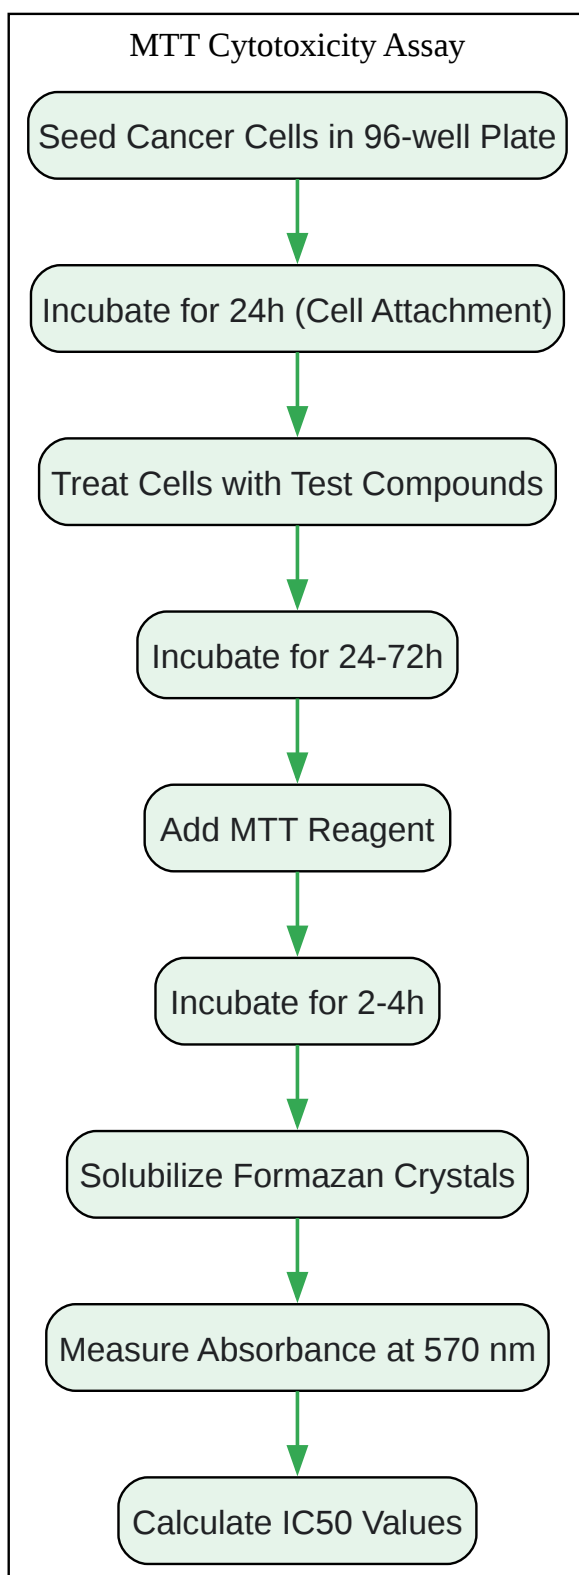 MTT Cytotoxicity Assay
Seed Cancer Cells in 96-well Plate
Incubate for 24h (Cell Attachment)
Treat Cells with Test Compounds
Incubate for 24-72h
Add MTT Reagent
Incubate for 2-4h
Solubilize Formazan Crystals
Measure Absorbance at 570 nm
Calculate IC50 Values